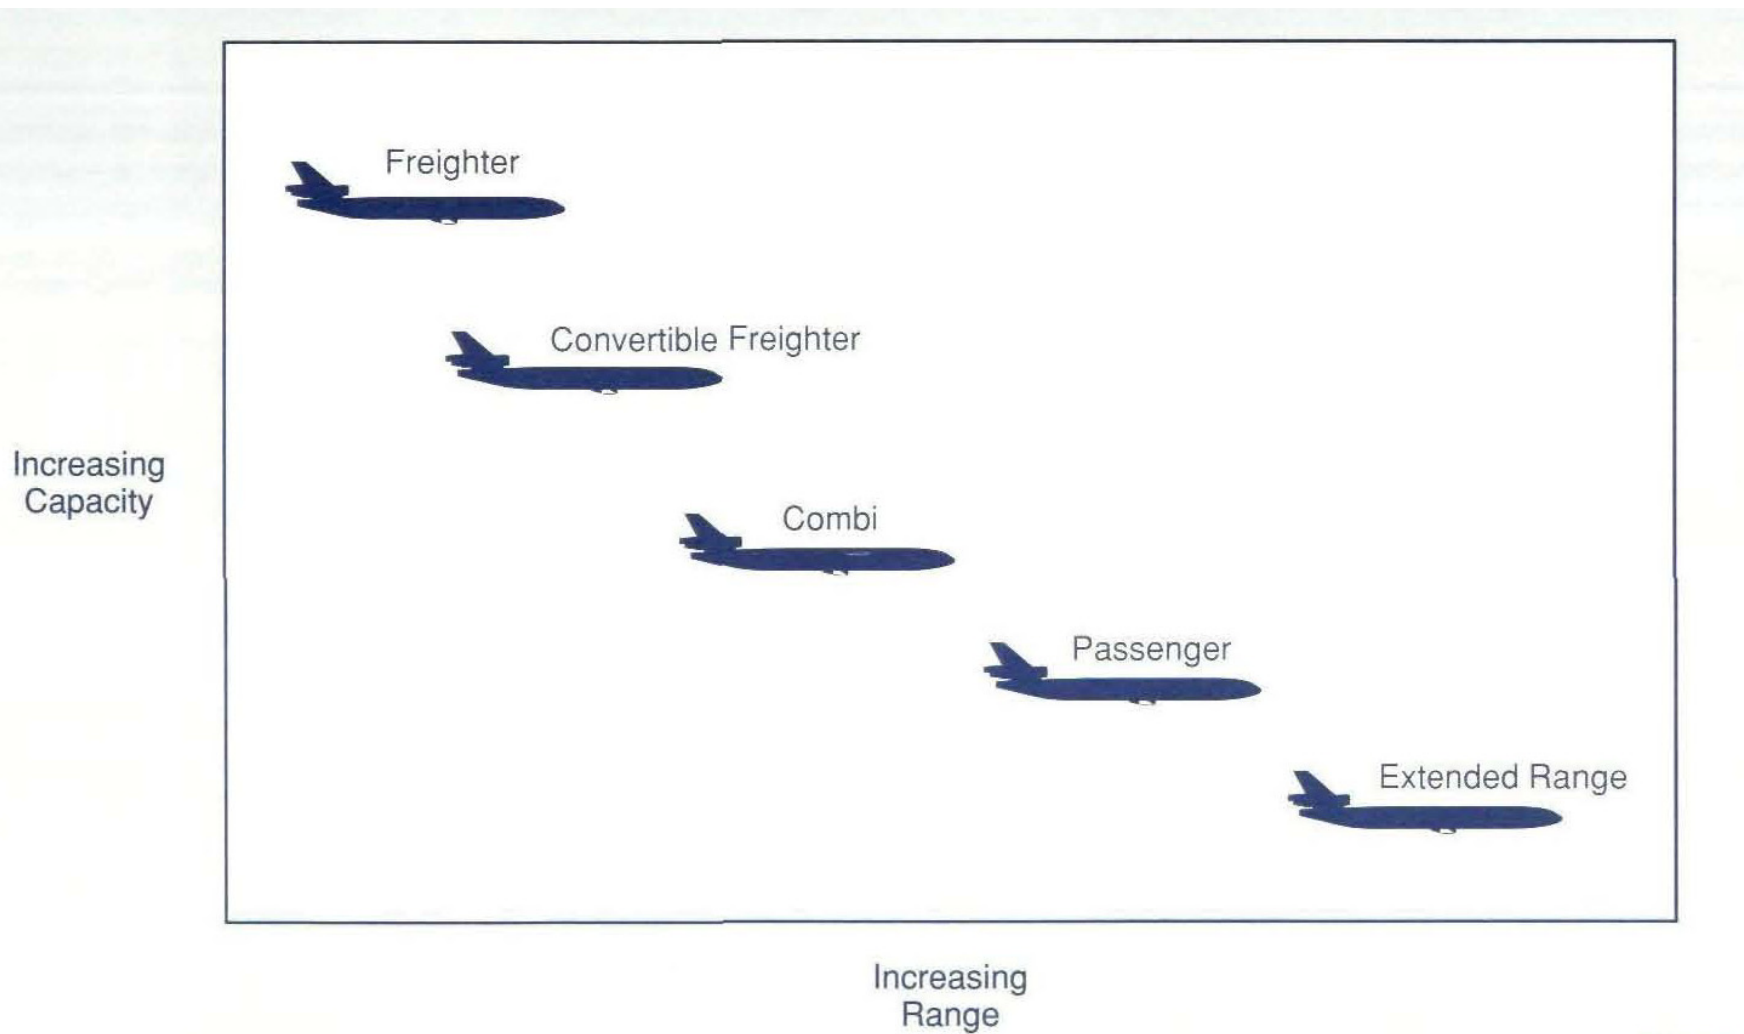 Freighter
Convertible Freighter
Increasing
Capacity
Combi
Passenger
Extended Range
Increasing
Range